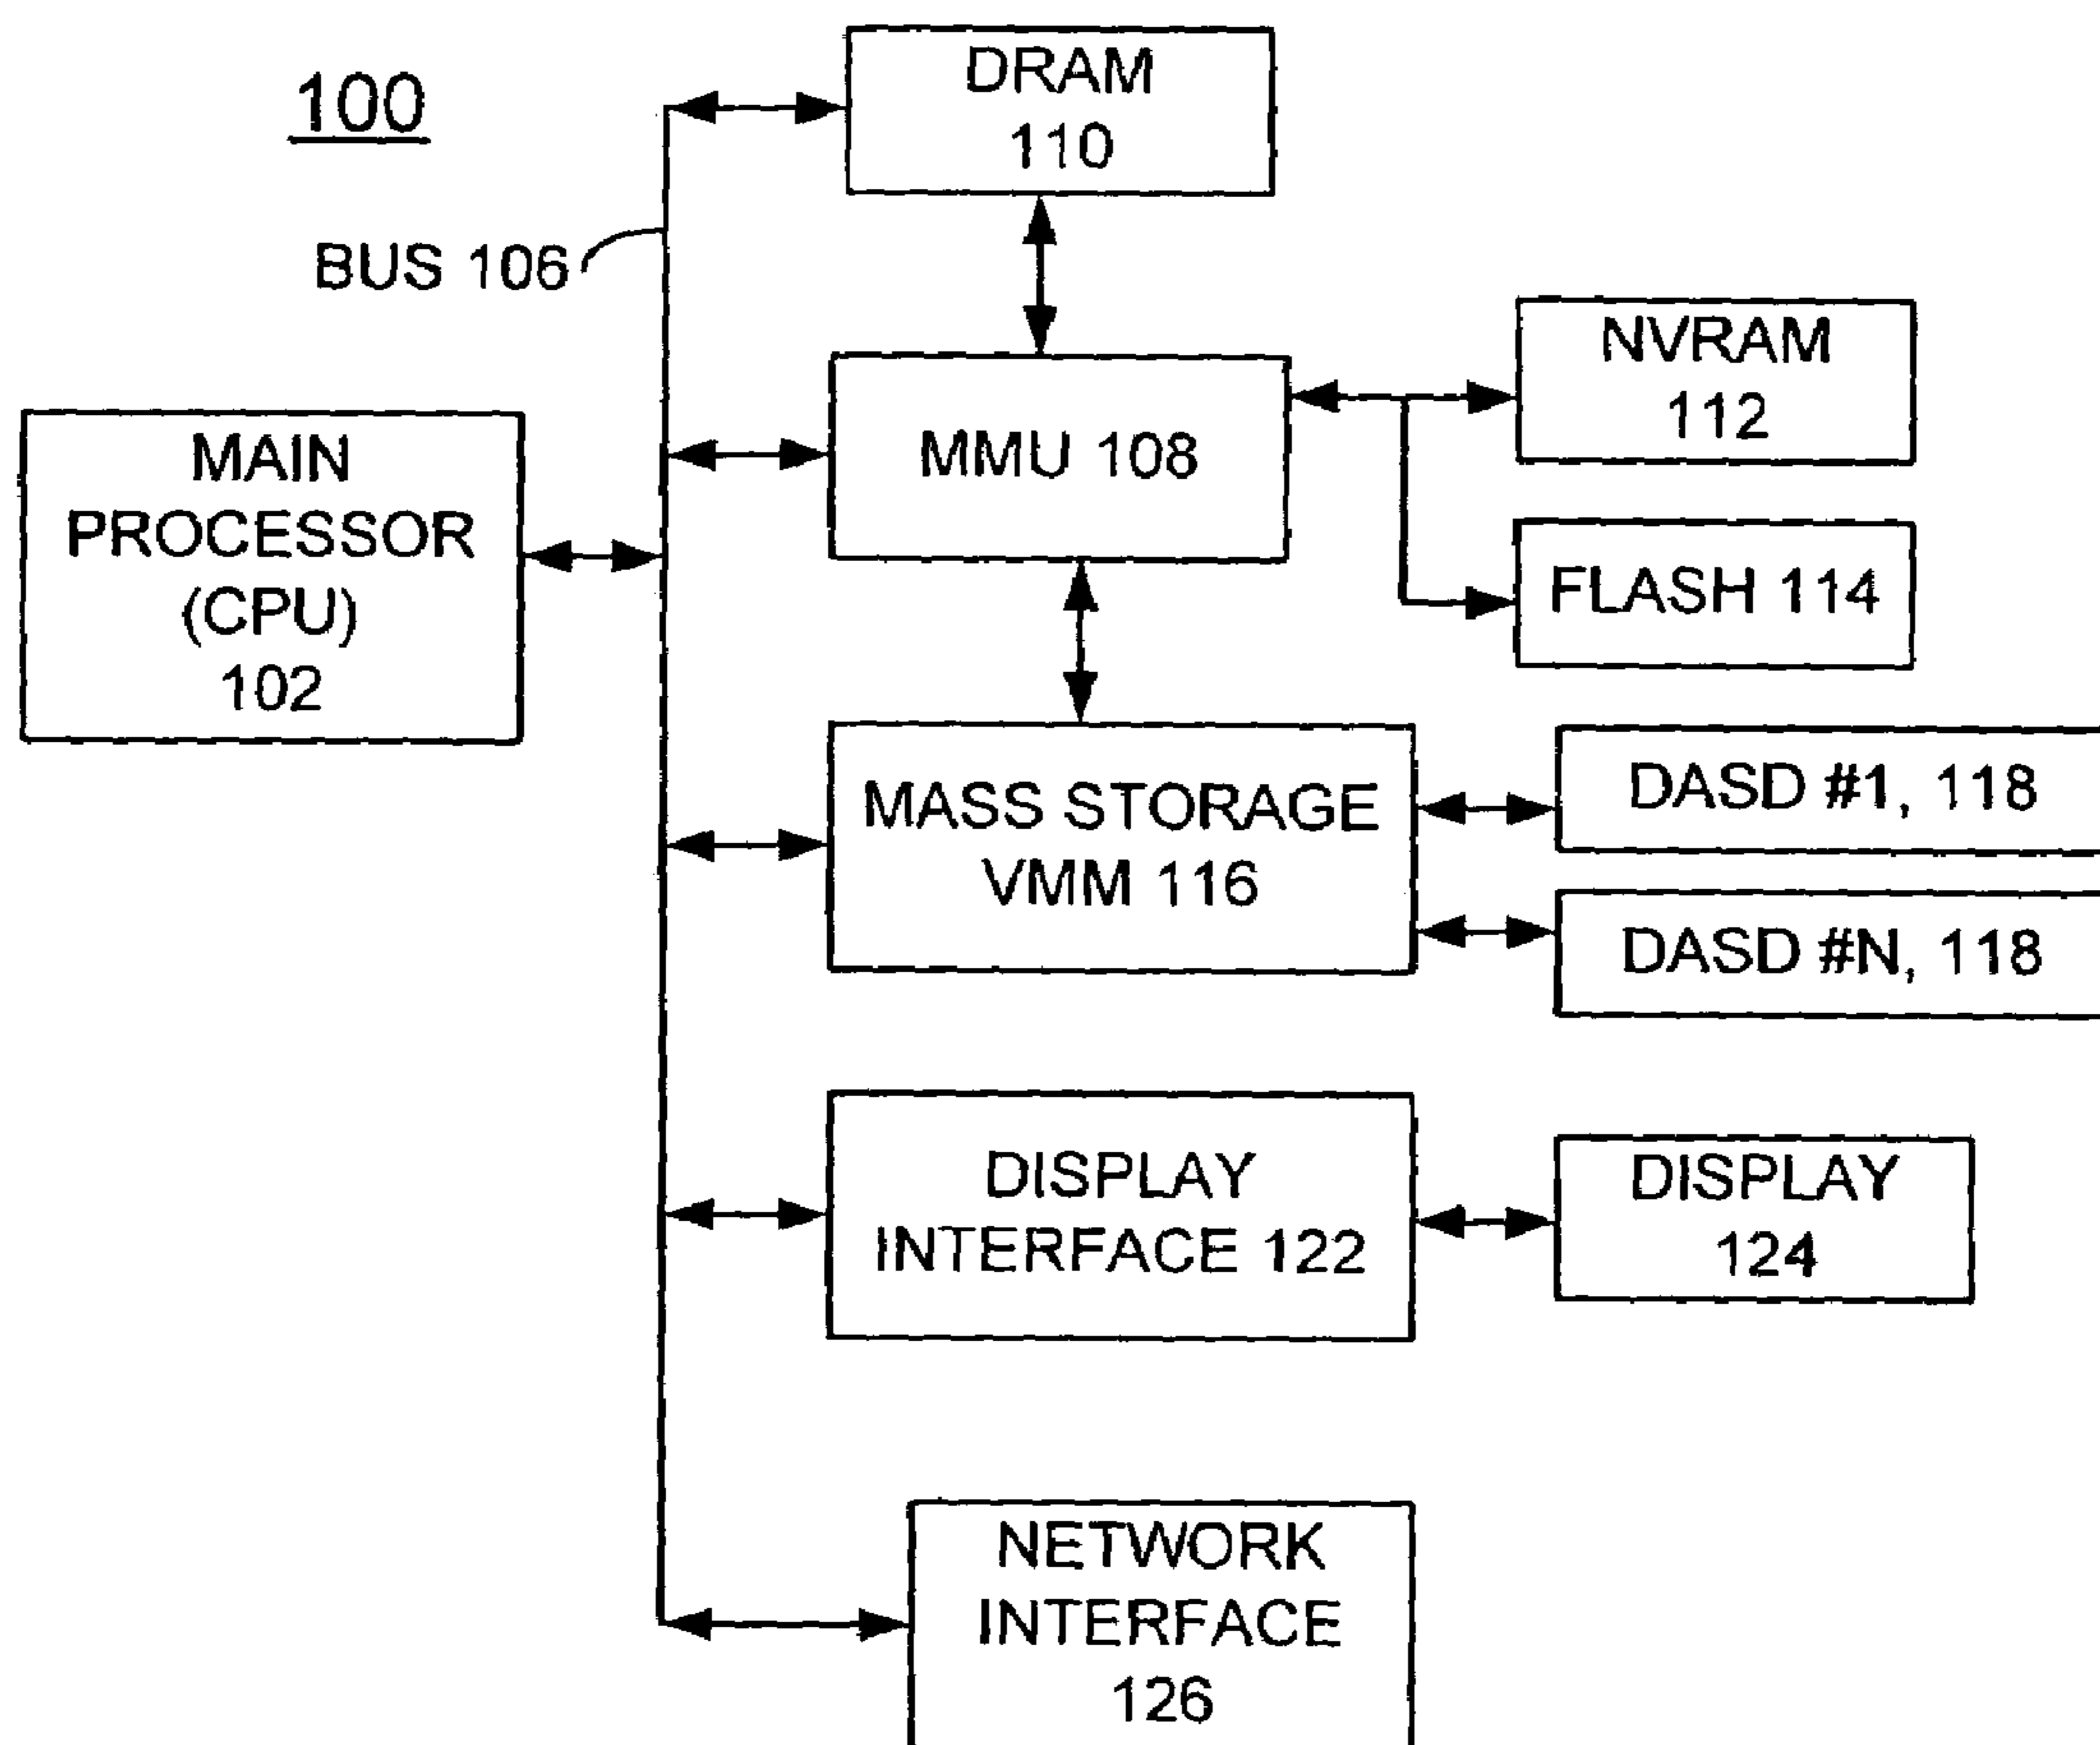 100
DRAM
110
BUS 106
NVRAM
112
MAIN
PROCESSOR
(CPU)
102
MMU 108
FLASH 114
MASS STORAGE
VMM 116
DASD #1, 118
DASD #N, 118
DISPLAY
INTERFACE 122
DISPLAY
124
NETWORK
INTERFACE
126